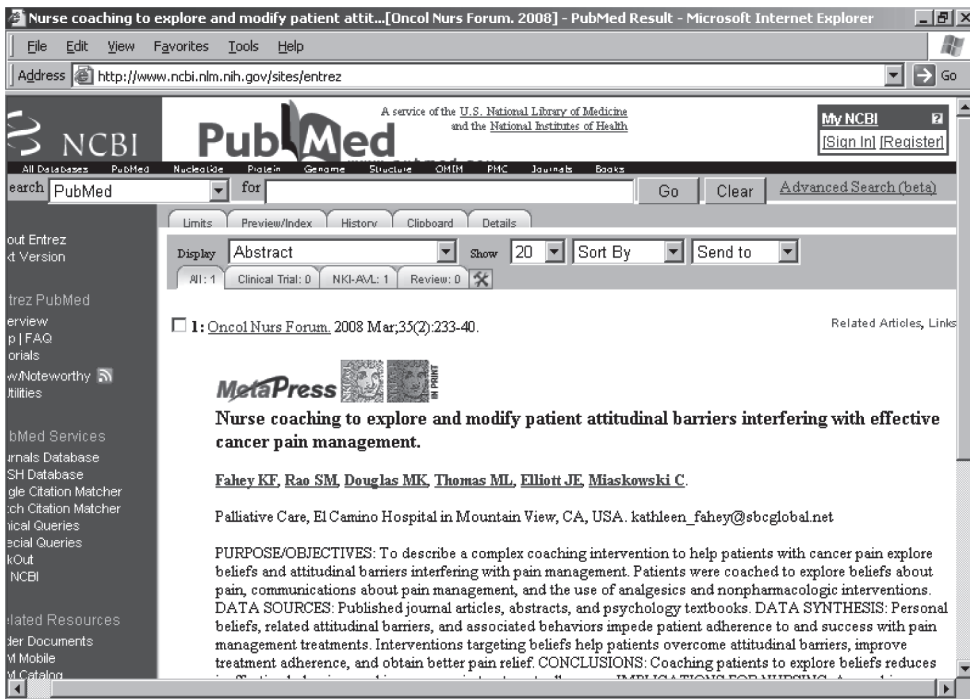 Nurse coaching to explore and modify patient attit...[Oncol Nurs Forum. 2008] - PubMed Result - Microsoft Internet Explorer
File Edit View Favorites Tools Help
Address http://www.ncbi.nlm.nih.gov/sites/entrez Go
A service of the U.S. National Library of Medicine
and the National Institutes of Health
NCBI
PubMed
My NCBI ?
[Sign In] [Register]
All Databases PubMed Nucleotide Protein Genome Structure OMIM PMC Journals Books
earch PubMed for Go Clear Advanced Search (beta)
Limits Preview/Index History Clipboard Details
Display Abstract Show 20 Sort By Send to
All: 1 Clinical Trial: 0 NKI-AVL: 1 Review: 0
out Entrez
xt Version
trez PubMed
erview
p | FAQ
orials
w/Noteworthy
Utilities
bMed Services
urnals Database
SH Database
gle Citation Matcher
tch Citation Matcher
nical Queries
ecial Queries
kOut
NCBI
lated Resources
der Documents
M Mobile
M Catalog
1: Oncol Nurs Forum. 2008 Mar;35(2):233-40. Related Articles, Links
MetaPress
IN PRINT
Nurse coaching to explore and modify patient attitudinal barriers interfering with effective
cancer pain management.
Fahey KF, Rao SM, Douglas MK, Thomas ML, Elliott JE, Miaskowski C.
Palliative Care, El Camino Hospital in Mountain View, CA, USA. kathleen_fahey@sbcglobal.net
PURPOSE/OBJECTIVES: To describe a complex coaching intervention to help patients with cancer pain explore
beliefs and attitudinal barriers interfering with pain management. Patients were coached to explore beliefs about
pain, communications about pain management, and the use of analgesics and nonpharmacologic interventions.
DATA SOURCES: Published journal articles, abstracts, and psychology textbooks. DATA SYNTHESIS: Personal
beliefs, related attitudinal barriers, and associated behaviors impede patient adherence to and success with pain
management treatments. Interventions targeting beliefs help patients overcome attitudinal barriers, improve
treatment adherence, and obtain better pain relief. CONCLUSIONS: Coaching patients to explore beliefs reduces